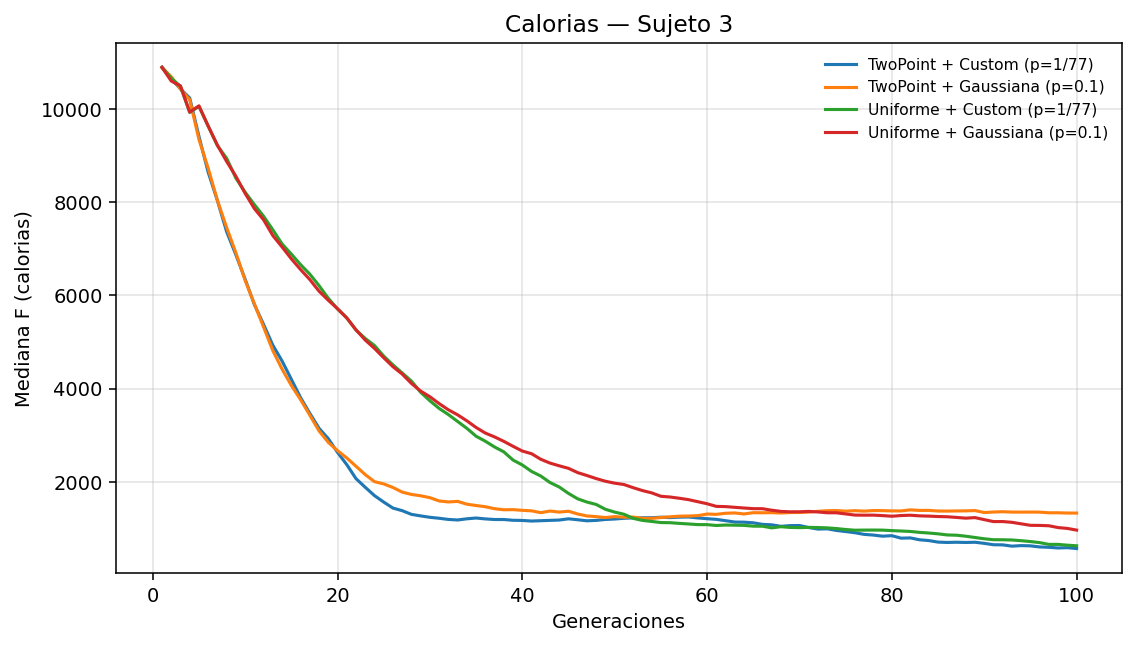 Calorias — Sujeto 3
TwoPoint + Custom (p=1/77)
TwoPoint + Gaussiana (p=0.1)
Uniforme + Custom (p=1/77)
Uniforme + Gaussiana (p=0.1)
Mediana F (calorias)
10000
8000
6000
4000
2000
0 20 40 60 80 100
Generaciones